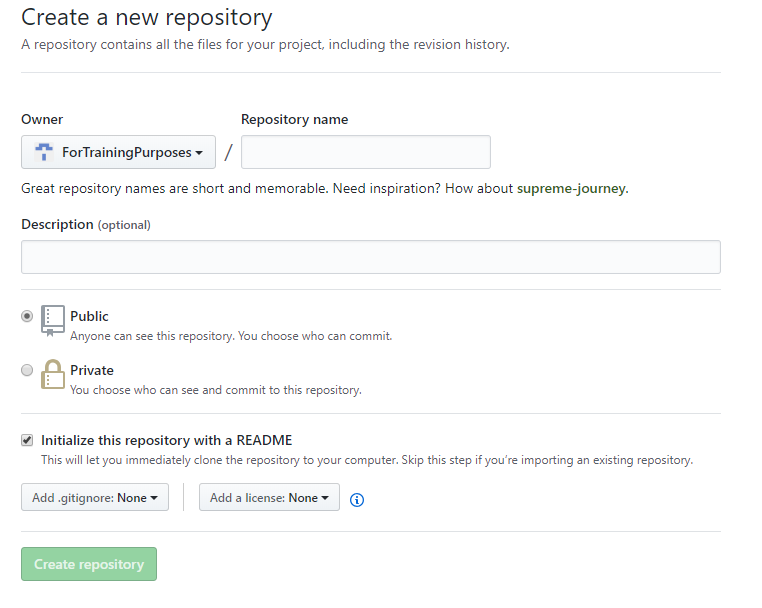 Create a new repository
A repository contains all the files for your project, including the revision history.
Owner Repository name
ForTrainingPurposes /
Great repository names are short and memorable. Need inspiration? How about supreme-journey.
Description (optional)
Public
Anyone can see this repository. You choose who can commit.
Private
You choose who can see and commit to this repository.
Initialize this repository with a README
This will let you immediately clone the repository to your computer. Skip this step if you’re importing an existing repository.
Add .gitignore: None Add a license: None
Create repository